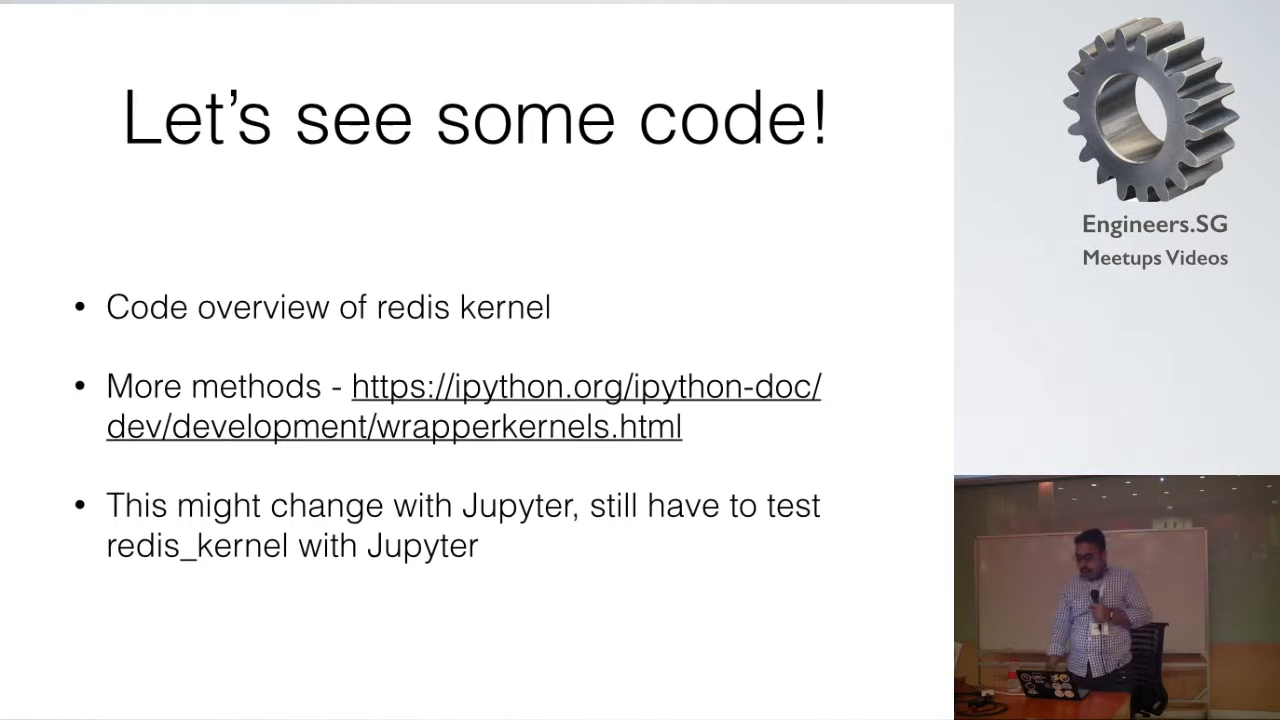 Let's see some code!
• Code overview of redis kernel
• More methods - https://ipython.org/ipython-doc/
dev/development/wrapperkernels.html
• This might change with Jupyter, still have to test
redis_kernel with Jupyter
Engineers.SG
Meetups Videos